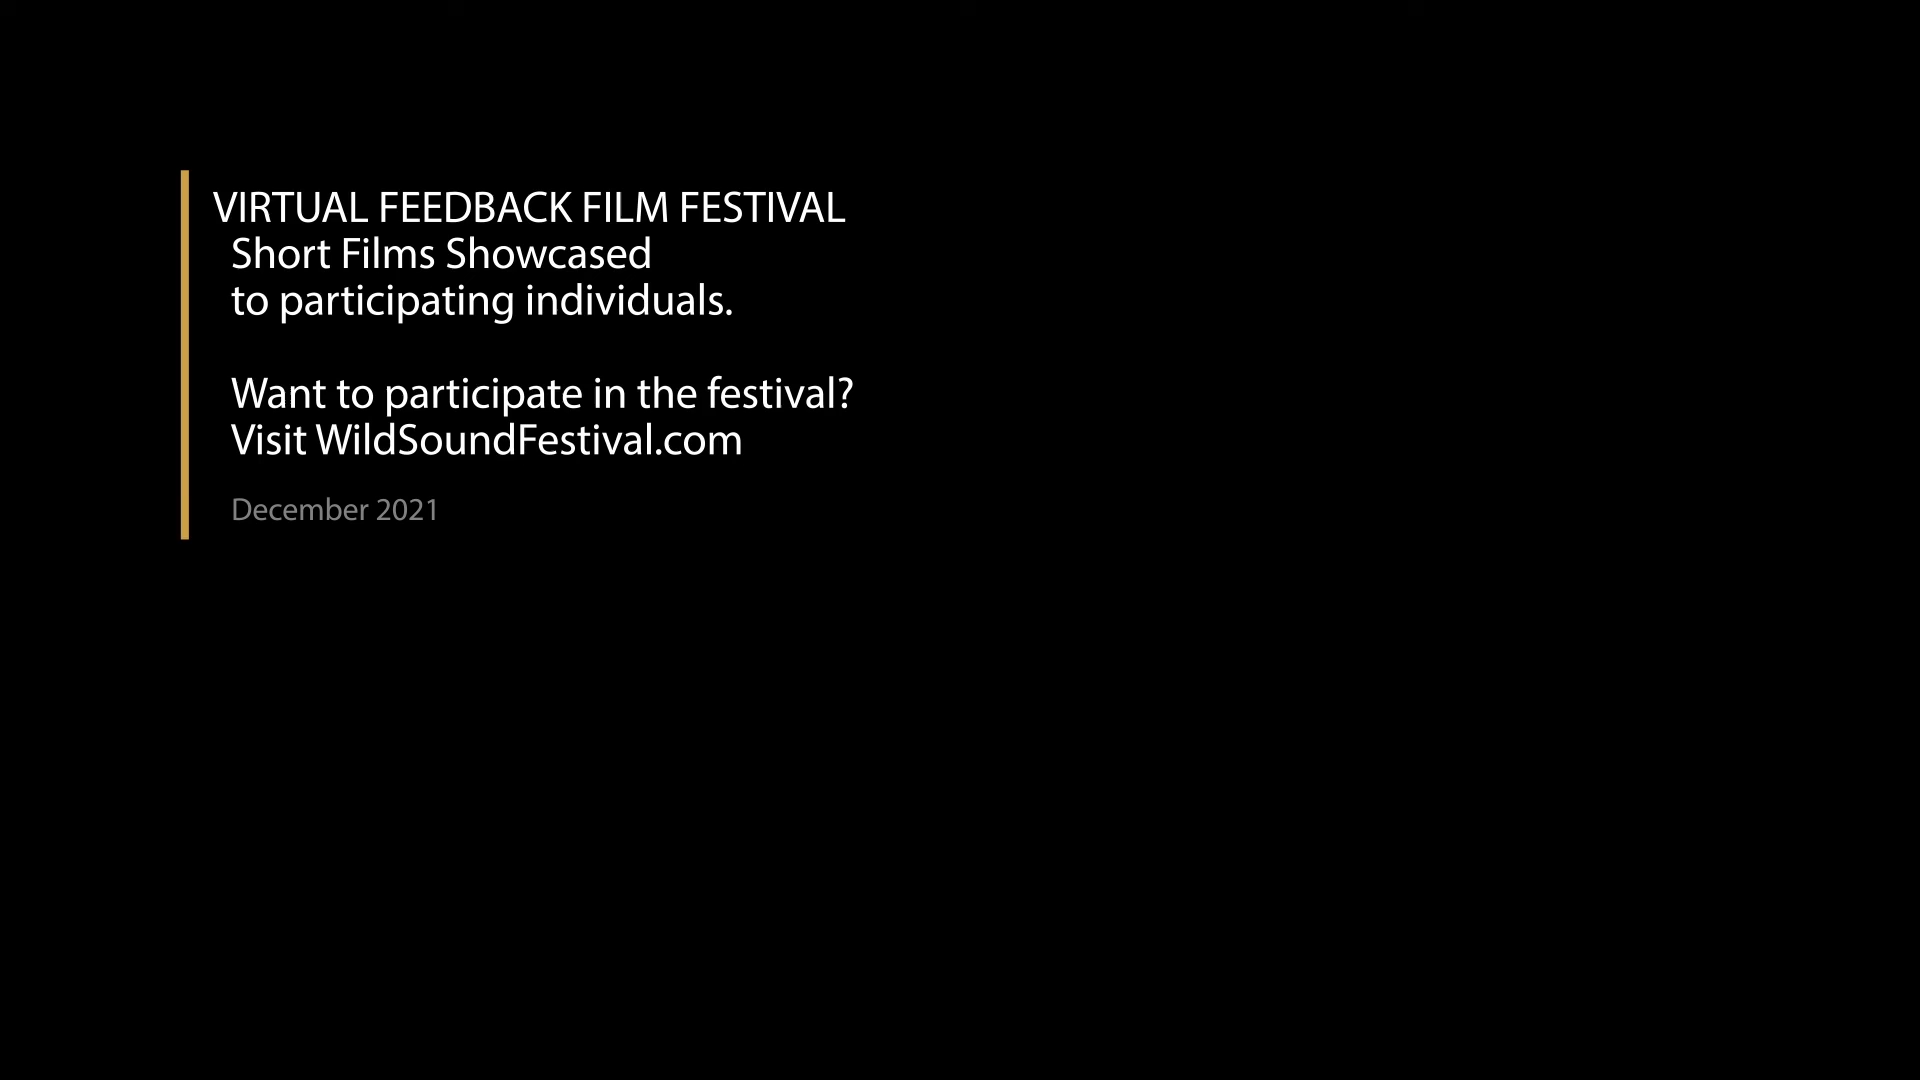 VIRTUAL FEEDBACK FILM FESTIVAL
Short Films Showcased
to participating individuals.
Want to participate in the festival?
Visit WildSoundFestival.com
December 2021